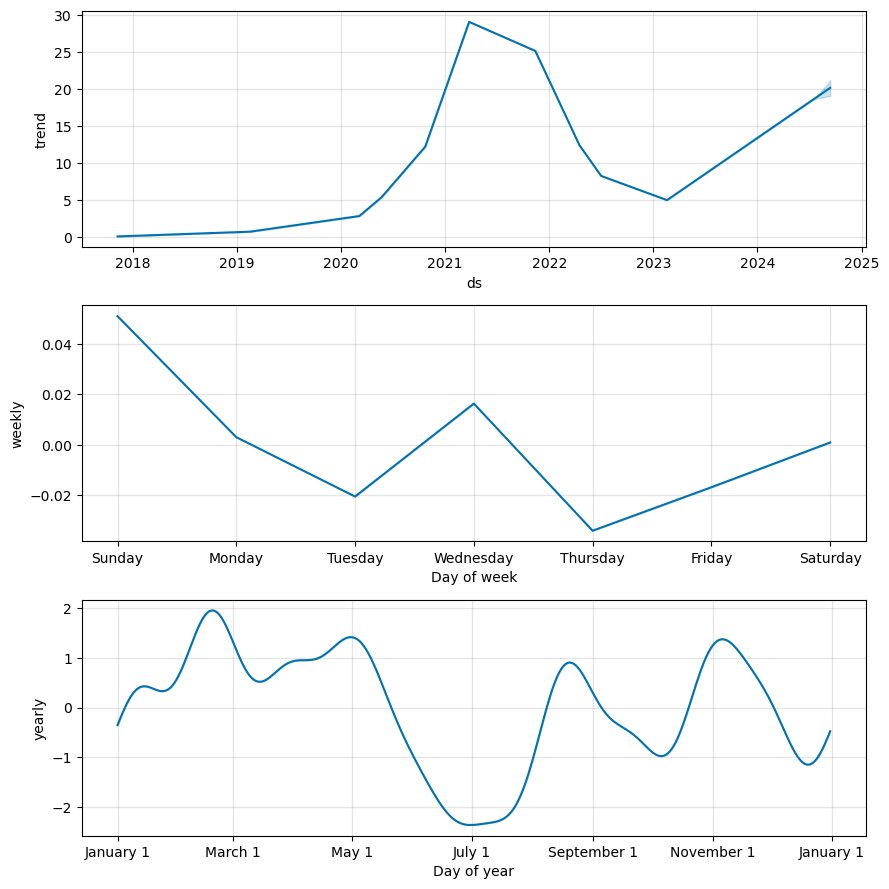 30
25
20
15
10
5
0
trend
2018 2019 2020 2021 2022 2023 2024 2025
ds
0.04
0.02
0.00
−0.02
weekly
Sunday Monday Tuesday Wednesday Thursday Friday Saturday
Day of week
2
1
0
−1
−2
yearly
January 1 March 1 May 1 July 1 September 1 November 1 January 1
Day of year